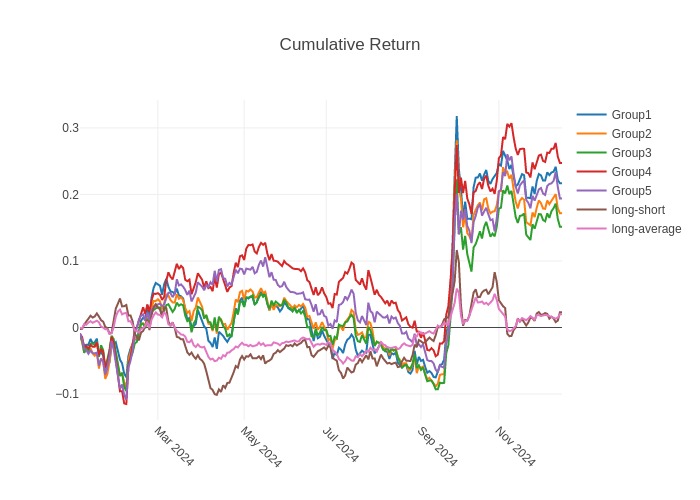 Cumulative Return
0.3
0.2
0.1
0
−0.1
Mar 2024
May 2024
Jul 2024
Sep 2024
Nov 2024
Group1
Group2
Group3
Group4
Group5
long-short
long-average